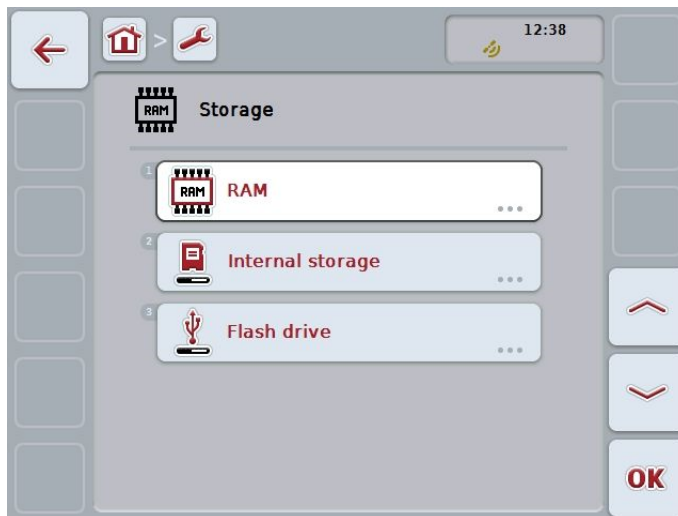 >
12:38
RAM Storage
1
RAM RAM
...
2
Internal storage
...
3
Flash drive
...
OK